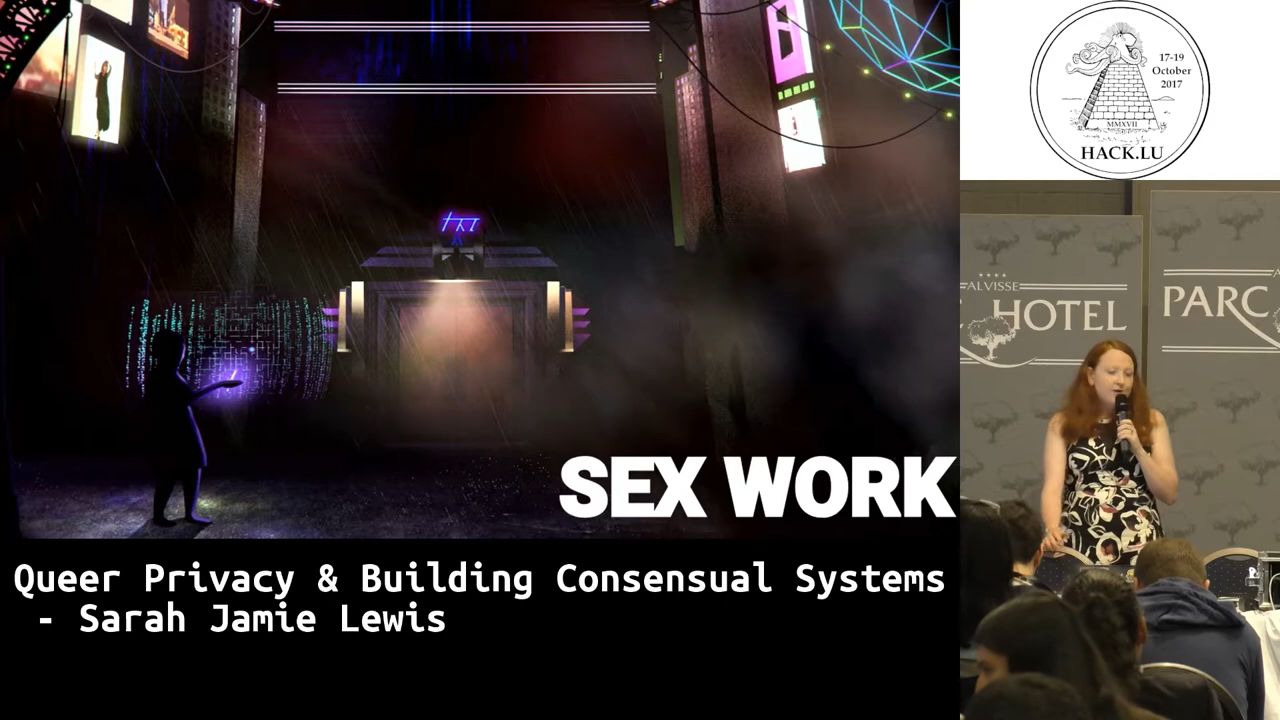 SEX WORK
Queer Privacy & Building Consensual Systems
- Sarah Jamie Lewis
17-19
October
2017
MMXVII
HACK.LU
ALVISSE
HOTEL
PARC